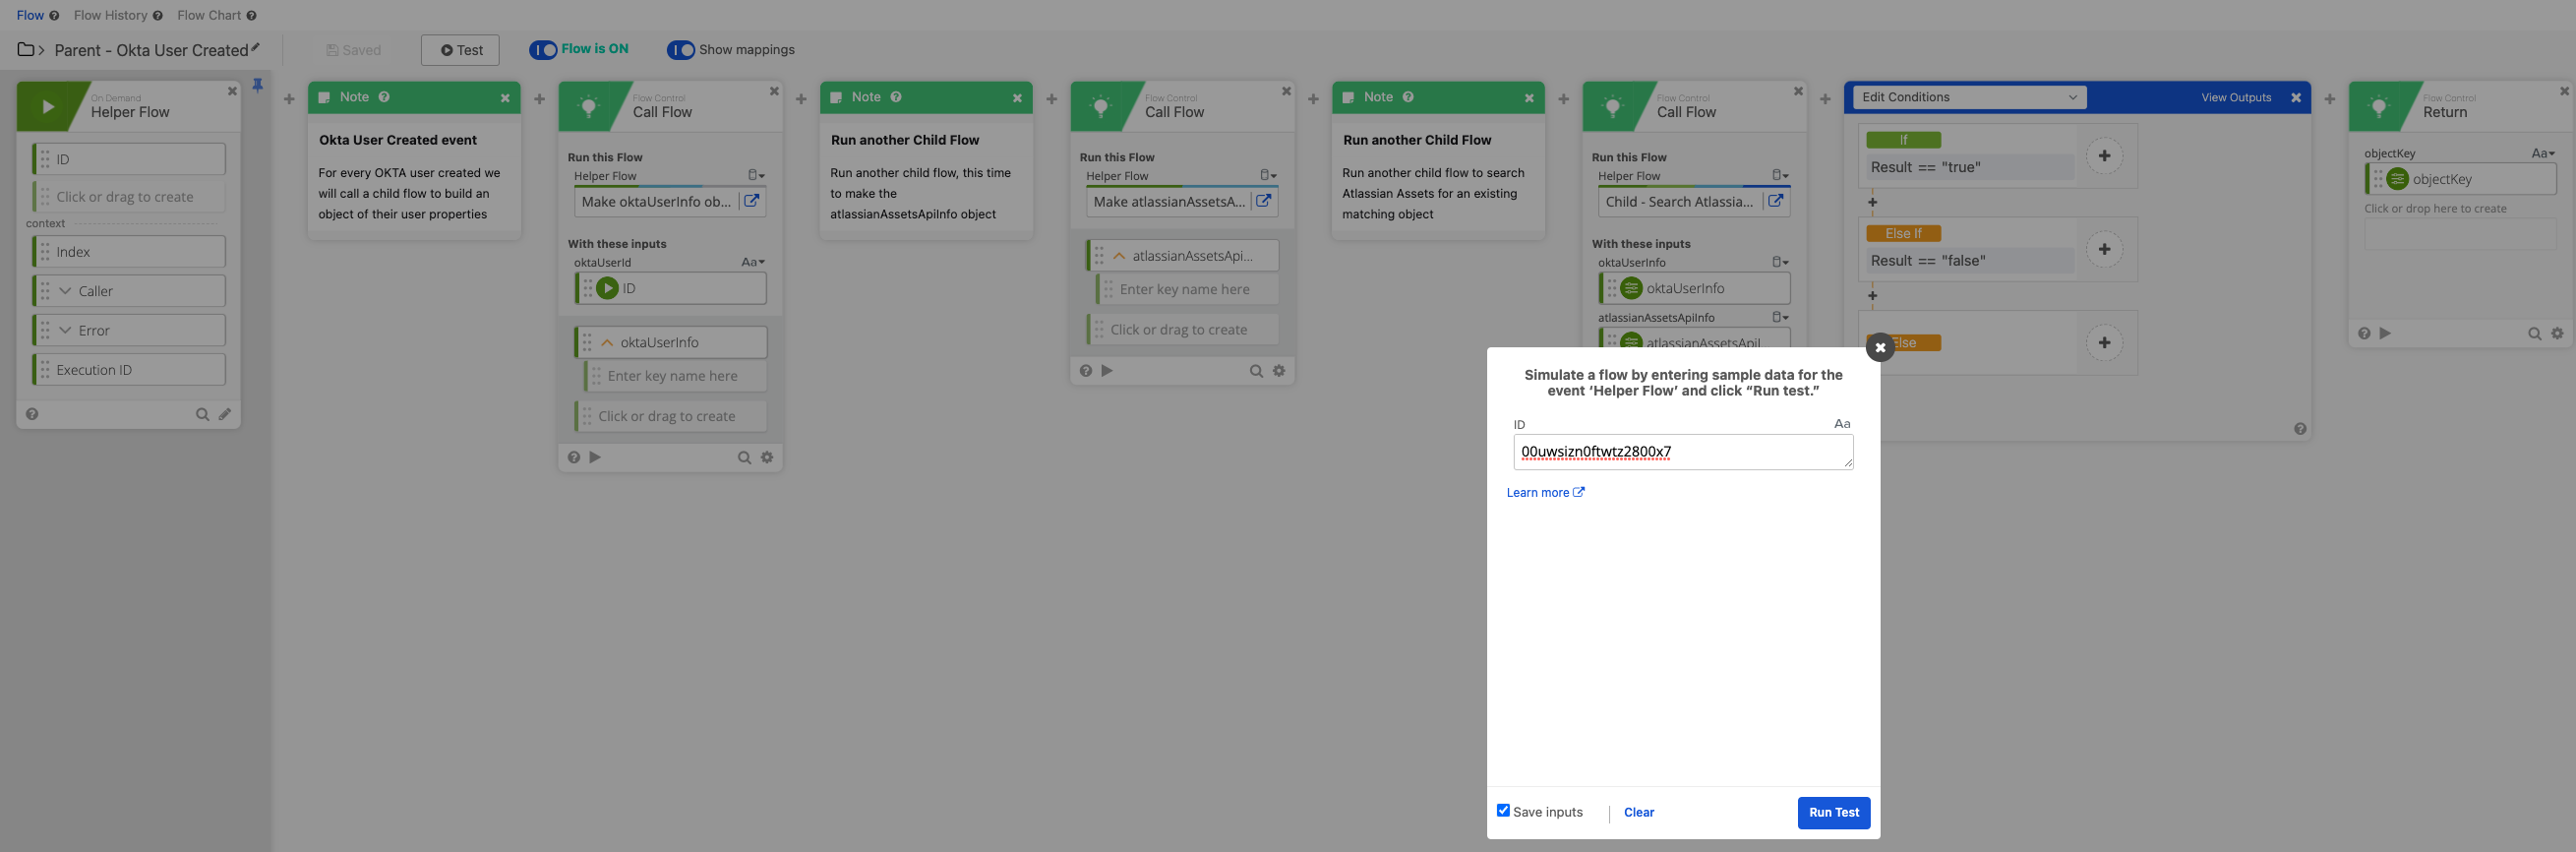 Flow
Flow History
Flow Chart
Parent - Okta User Created
Saved
Test
Flow is ON
Show mappings
On Demand
Helper Flow
ID
Click or drag to create
context
Index
Caller
Error
Execution ID
Note
Okta User Created event
For every OKTA user created we
will call a child flow to build an
object of their user properties
Flow Control
Call Flow
Run this Flow
Helper Flow
Make oktaUserInfo ob...
With these inputs
oktaUserId
Aa
ID
oktaUserInfo
Enter key name here
Click or drag to create
Note
Run another Child Flow
Run another child flow, this time
to make the
atlassianAssetsApiInfo object
Flow Control
Call Flow
Run this Flow
Helper Flow
Make atlassianAssetsA...
atlassianAssetsApi...
Enter key name here
Click or drag to create
Note
Run another Child Flow
Run another child flow to search
Atlassian Assets for an existing
matching object
Flow Control
Call Flow
Run this Flow
Helper Flow
Child - Search Atlassia...
With these inputs
oktaUserInfo
oktaUserInfo
atlassianAssetsApiInfo
atlassianAssetsApiI...
Edit Conditions
View Outputs
If
Result == "true"
Else If
Result == "false"
Else
Flow Control
Return
objectKey
Aa
objectKey
Click or drop here to create
Simulate a flow by entering sample data for the
event ‘Helper Flow’ and click “Run test.”
ID
Aa
00uwsizn0ftwtz2800x7
Learn more
Save inputs
Clear
Run Test